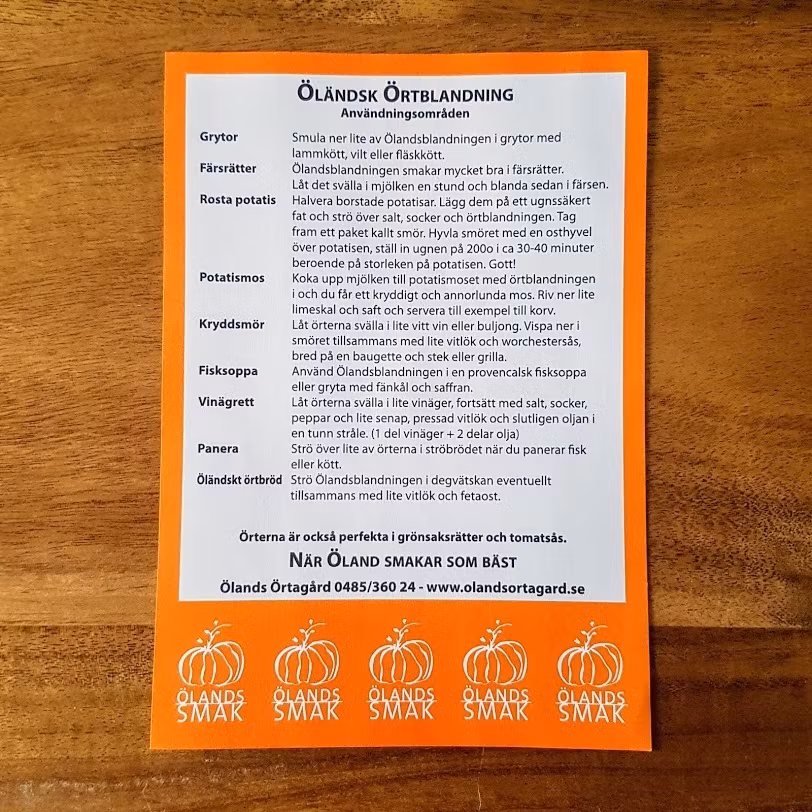 ÖLÄNDSK ÖRTBLANDNING
Användningsområden
Grytor Smula ner lite av Ölandsblandningen i grytor med
lammkött, vilt eller fläskkött.
Färsrätter Ölandsblandningen smakar mycket bra i färsrätter.
Låt det svälla i mjölken en stund och blanda sedan i färsen.
Rosta potatis Halvera borstade potatisar. Lägg dem på ett ugnssäkert
fat och strö över salt, socker och örtblandningen. Tag
fram ett paket kallt smör. Hyvla smöret med en osthyvel
över potatisen, ställ in ugnen på 200o i ca 30-40 minuter
beroende på storleken på potatisen. Gott!
Potatismos Koka upp mjölken till potatismoset med örtblandningen
i och du får ett kryddigt och annorlunda mos. Riv ner lite
limeskal och saft och servera till exempel till korv.
Kryddsmör Låt örterna svälla i lite vitt vin eller buljong. Vispa ner i
smöret tillsammans med lite vitlök och worchestersås,
bred på en baugette och stek eller grilla.
Fisksoppa Använd Ölandsblandningen i en provencalsk fisksoppa
eller gryta med fänkål och saffran.
Vinägrett Låt örterna svälla i lite vinäger, fortsätt med salt, socker,
peppar och lite senap, pressad vitlök och slutligen oljan i
en tunn stråle. (1 del vinäger + 2 delar olja)
Panera Strö över lite av örterna i ströbrödet när du panerar fisk
eller kött.
Öländskt örtbröd Strö Ölandsblandningen i degvätskan eventuellt
tillsammans med lite vitlök och fetaost.
Örterna är också perfekta i grönsaksrätter och tomatsås.
NÄR ÖLAND SMAKAR SOM BÄST
Ölands Örtagård 0485/360 24 - www.olandsortagard.se
ÖLANDS ÖLANDS ÖLANDS ÖLANDS ÖLANDS
SMAK SMAK SMAK SMAK SMAK